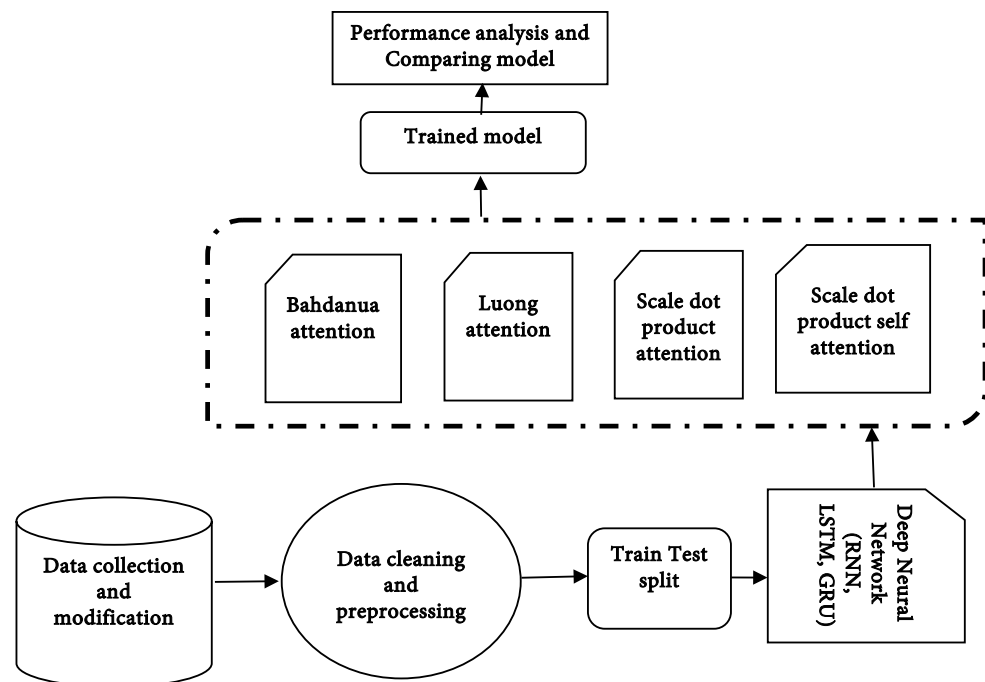 Performance analysis and
Comparing model
Trained model
Bahdanua
attention
Luong
attention
Scale dot
product
attention
Scale dot
product self
attention
Data collection
and
modification
Data cleaning
and
preprocessing
Train Test
split
Deep Neural
Network
(RNN,
LSTM, GRU)